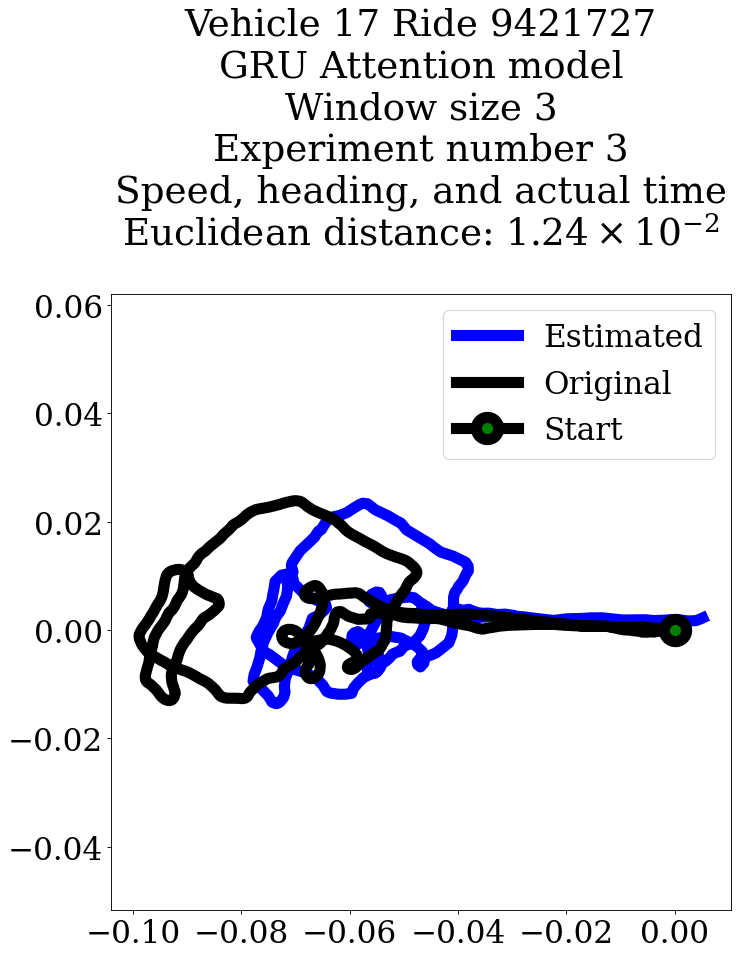 Vehicle 17 Ride 9421727
GRU Attention model
Window size 3
Experiment number 3
Speed, heading, and actual time
Euclidean distance: 1.24 × 10⁻²
0.06
0.04
0.02
0.00
−0.02
−0.04
Estimated
Original
Start
−0.10 −0.08 −0.06 −0.04 −0.02 0.00